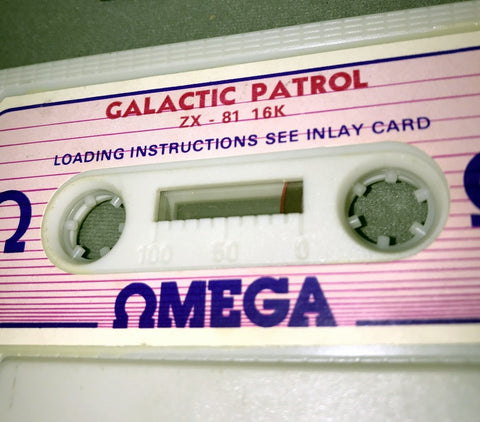 GALACTIC PATROL
ZX - 81 16K
LOADING INSTRUCTIONS SEE INLAY CARD
Ω Ω
100 50 0
ΩMEGA